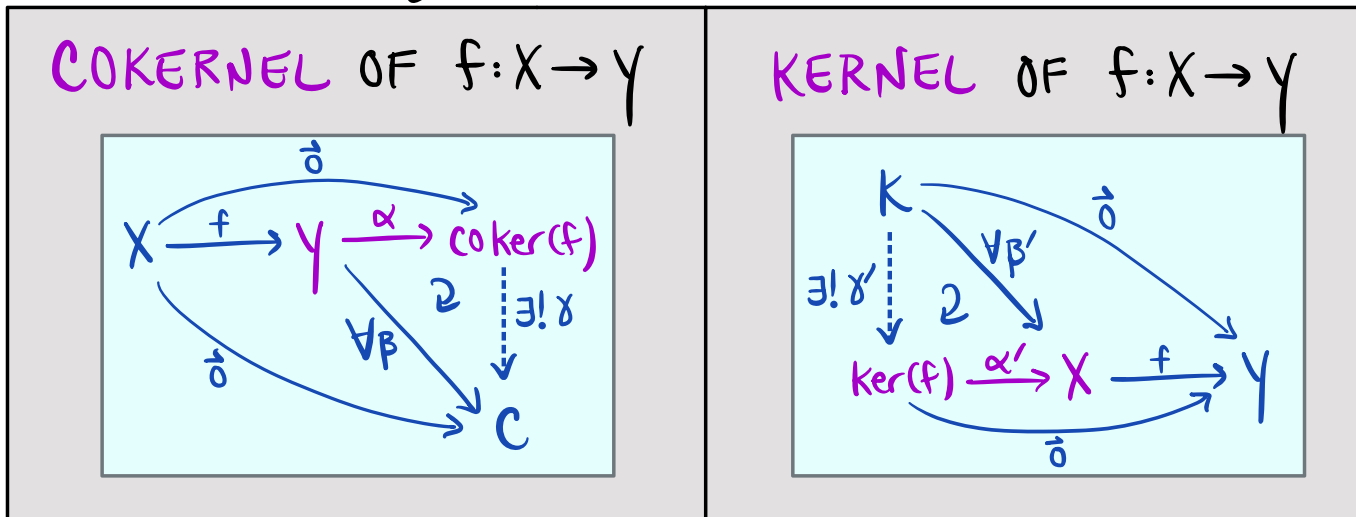 COKERNEL OF f: X → Y
0⃗
X f→ Y α→ coker(f)
∀β ∃! γ
0⃗
C
KERNEL OF f: X → Y
K
0⃗
∃! γ′ ∀β′
ker(f) α′→ X f→ Y
0⃗